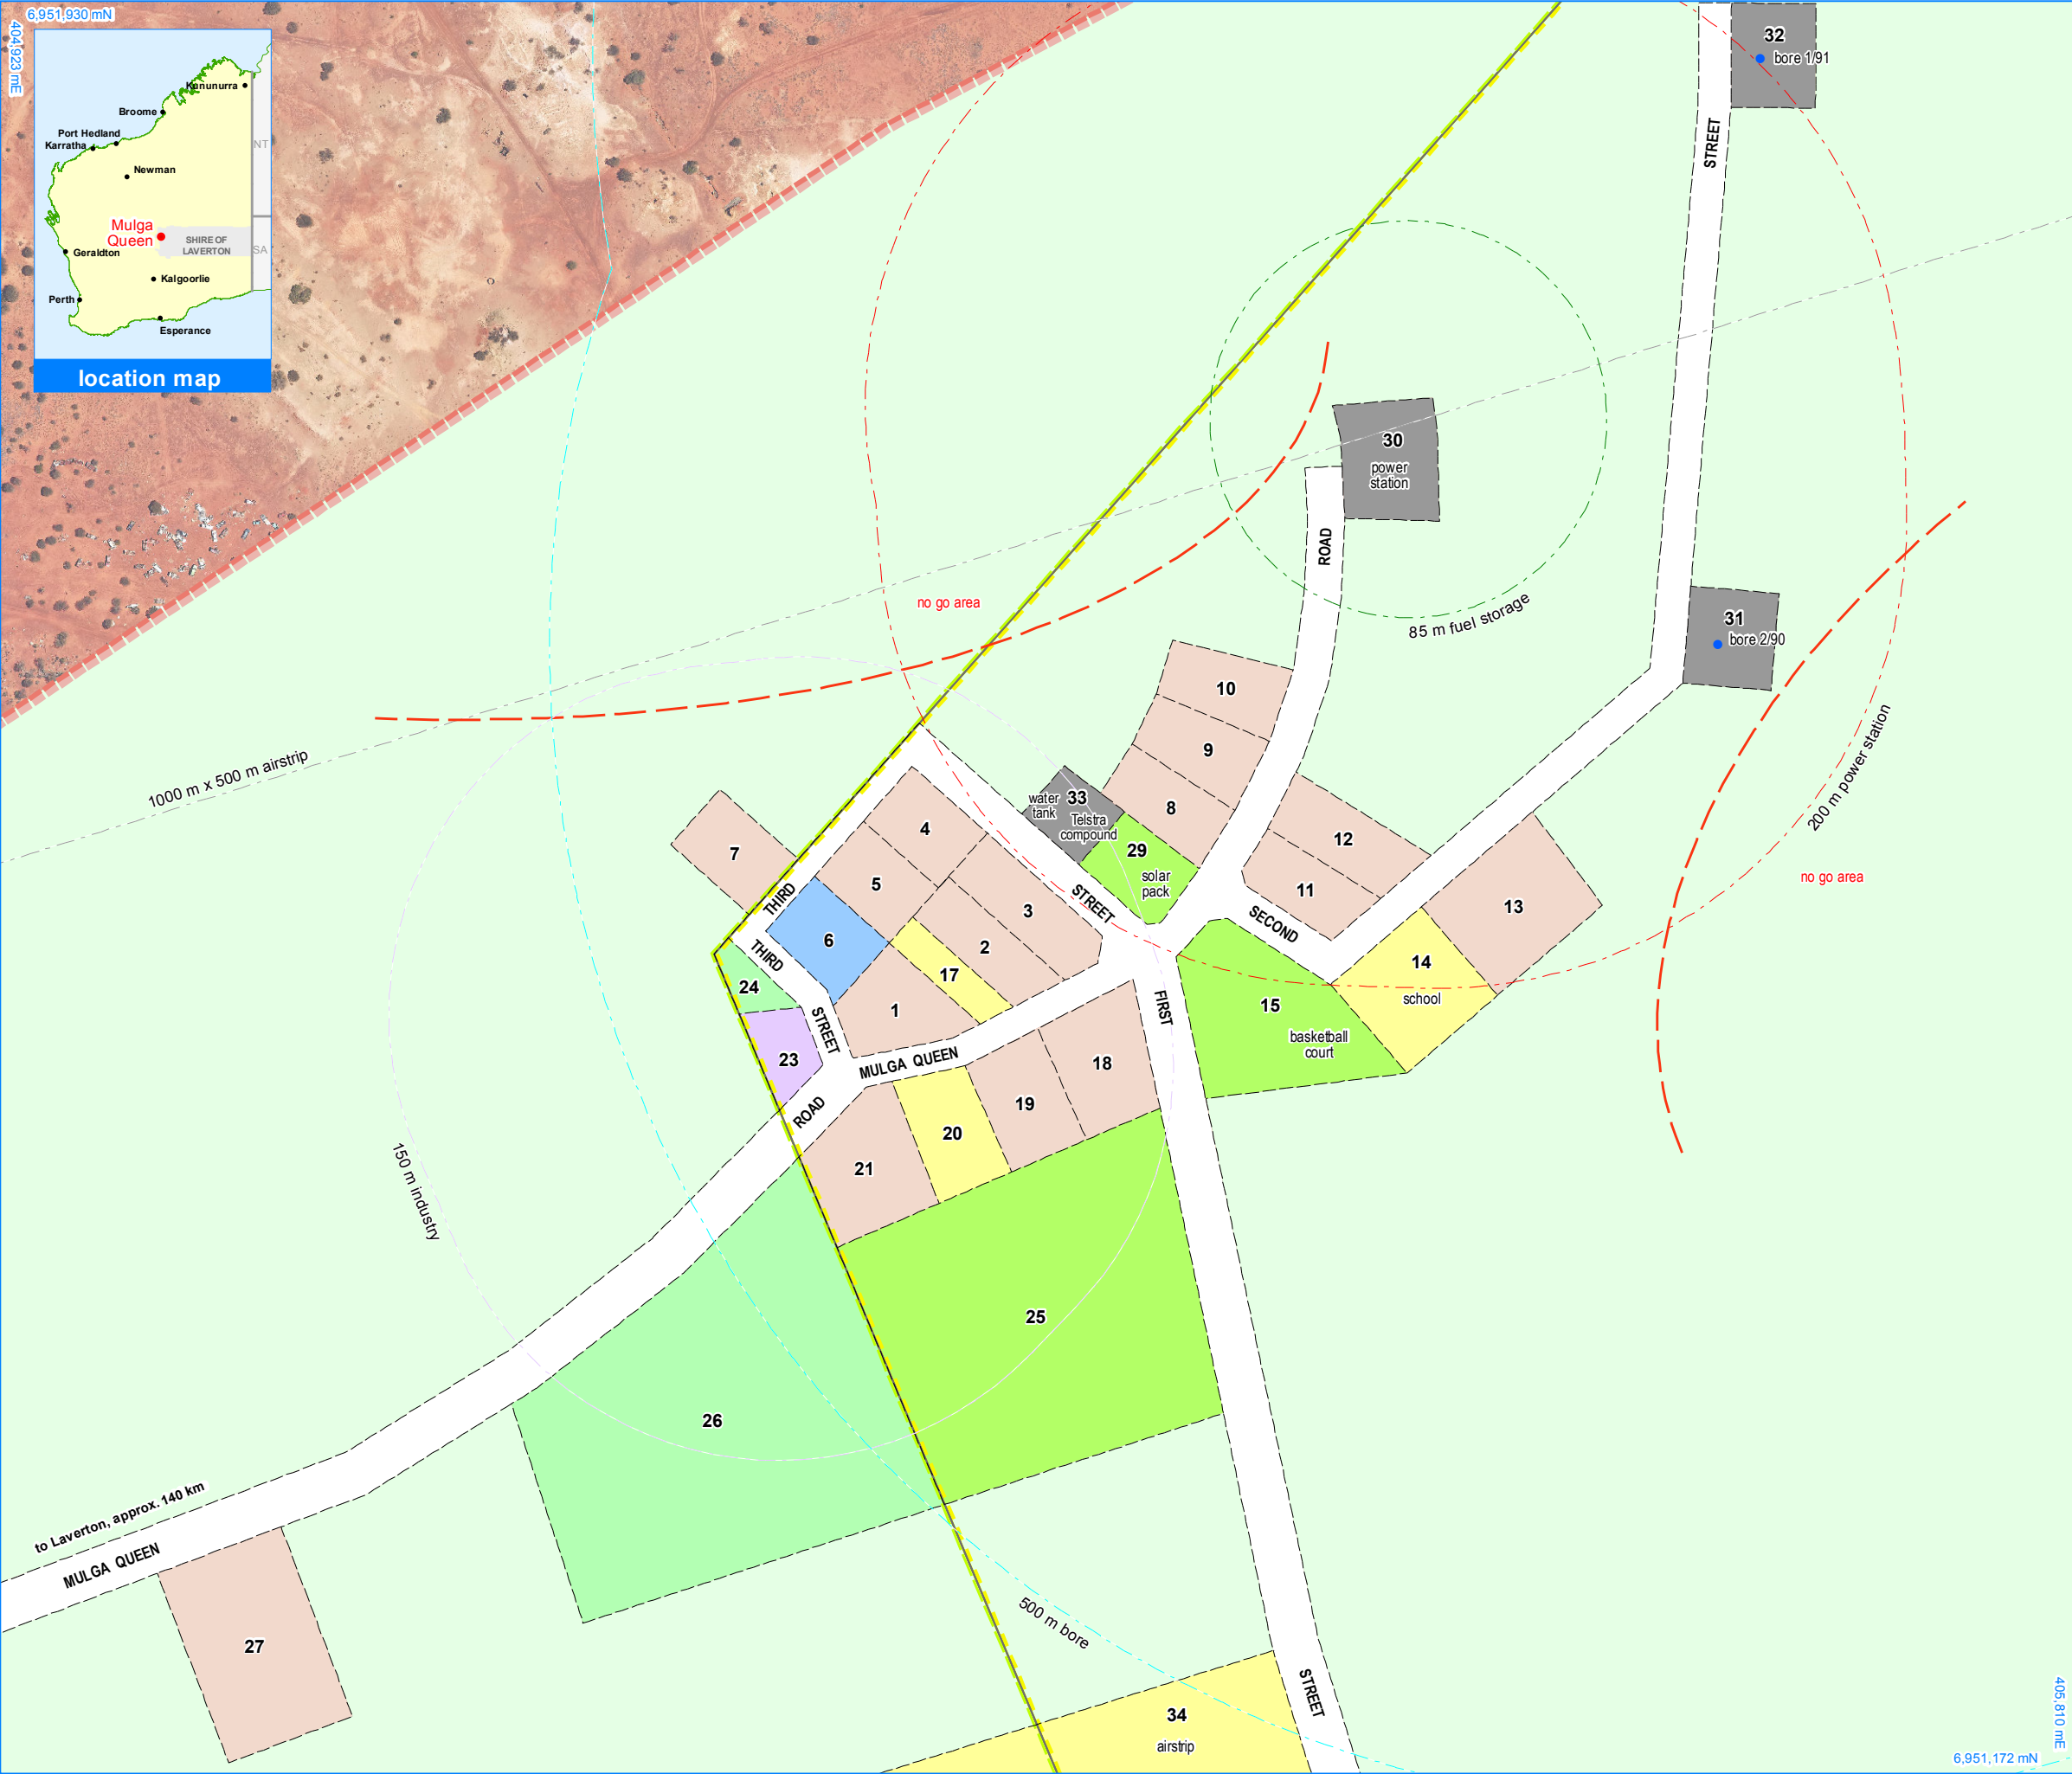 6,951,930 mN
404,923 mE
Kununurra
Broome
Port Hedland
Karratha
NT
Newman
Mulga
Queen
SHIRE OF
LAVERTON
SA
Geraldton
Kalgoorlie
Perth
Esperance
location map
32
bore 1/91
STREET
30
power
station
ROAD
no go area
85 m fuel storage
31
bore 2/90
10
9
8
1000 m x 500 m airstrip
200 m power station
water
tank
33
Telstra
compound
29
solar
pack
12
11
4
5
7
3
2
THIRD
STREET
SECOND
13
no go area
6
17
14
school
THIRD
24
1
STREET
FIRST
15
basketball
court
23
MULGA QUEEN
18
19
20
ROAD
21
150 m industry
25
26
to Laverton, approx. 140 km
MULGA QUEEN
27
500 m bore
STREET
34
airstrip
405,810 mE
6,951,172 mN